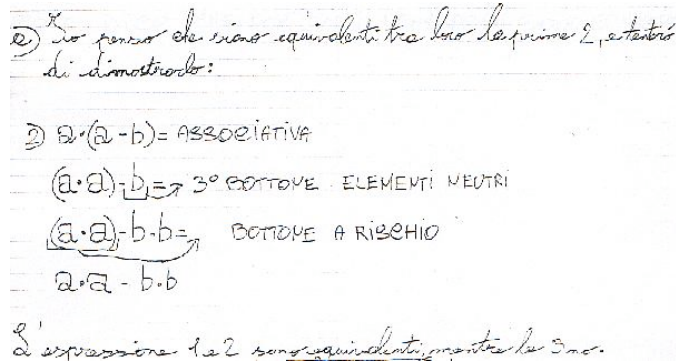 a) Io penso che siano equivalenti tra loro le prime 2, e tenterò
di dimostrarlo:
2) a·(a-b)= ASSOCIATIVA
(a·a)-b= 3° BOTTONE ELEMENTI NEUTRI
(a·a)-b·b= BOTTONE A RISCHIO
a·a - b·b
L'espressione 1 e 2 sono equivalenti, mentre la 3 no.